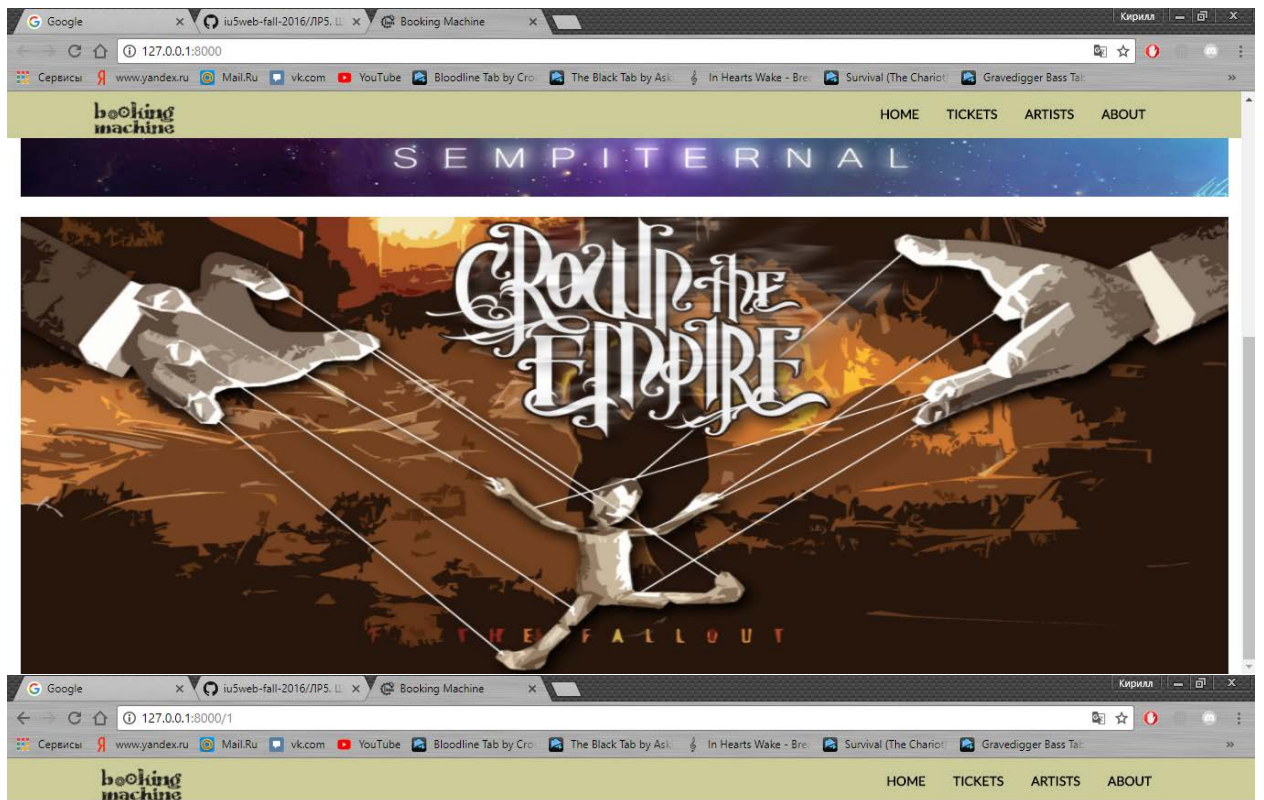 Google
iu5web-fall-2016/ЛР5. Ш
Booking Machine
Кирилл
127.0.0.1:8000
Сервисы www.yandex.ru Mail.Ru vk.com YouTube Bloodline Tab by Cro The Black Tab by Ask In Hearts Wake - Bre Survival (The Chariot) Gravedigger Bass Tab
booking
machine
HOME TICKETS ARTISTS ABOUT
SEMPITERNAL
CROWN THE
EMPIRE
THE FALLOUT
Google
iu5web-fall-2016/ЛР5. Ш
Booking Machine
Кирилл
127.0.0.1:8000/1
Сервисы www.yandex.ru Mail.Ru vk.com YouTube Bloodline Tab by Cro The Black Tab by Ask In Hearts Wake - Bre Survival (The Chariot) Gravedigger Bass Tab
booking
machine
HOME TICKETS ARTISTS ABOUT